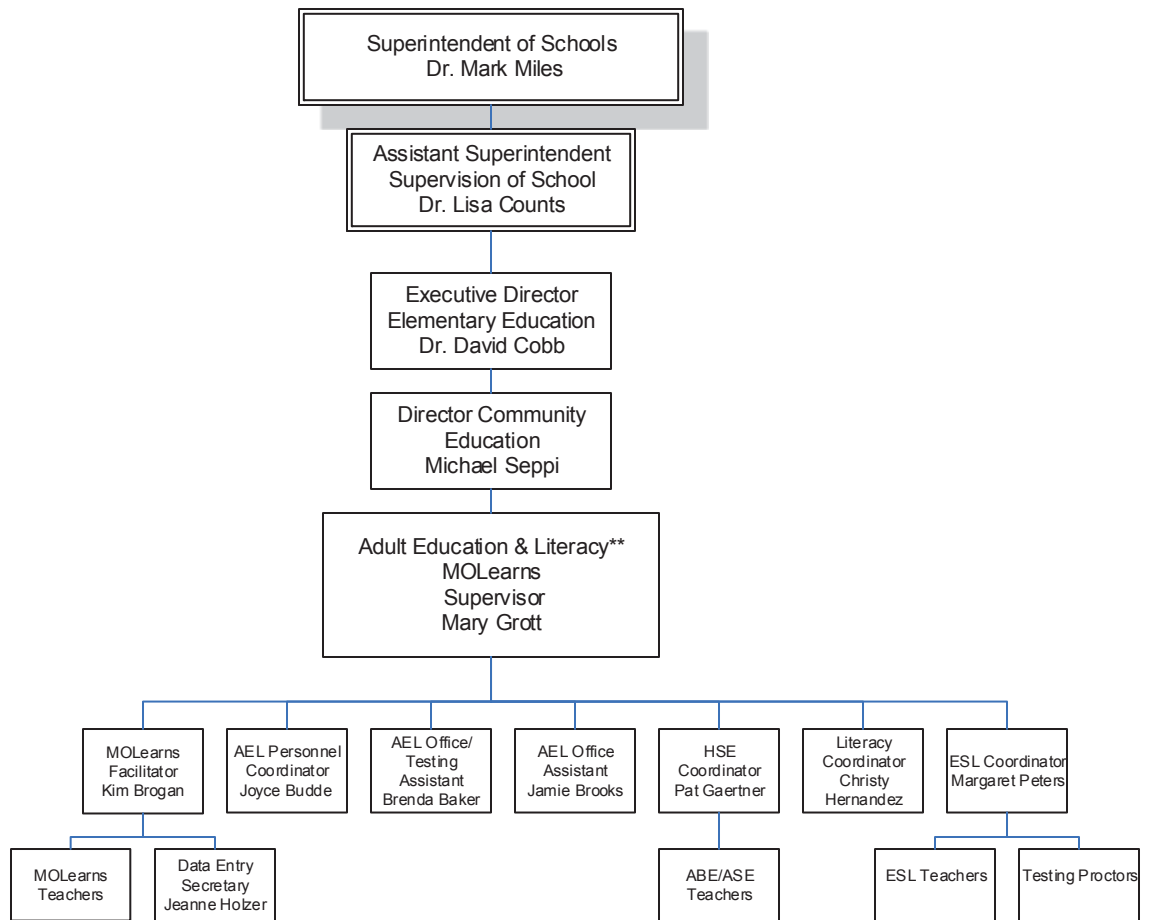 Superintendent of Schools
Dr. Mark Miles
Assistant Superintendent
Supervision of School
Dr. Lisa Counts
Executive Director
Elementary Education
Dr. David Cobb
Director Community
Education
Michael Seppi
Adult Education & Literacy**
MOLearns
Supervisor
Mary Grott
MOLearns
Facilitator
Kim Brogan
AEL Personnel
Coordinator
Joyce Budde
AEL Office/
Testing
Assistant
Brenda Baker
AEL Office
Assistant
Jamie Brooks
HSE
Coordinator
Pat Gaertner
Literacy
Coordinator
Christy
Hernandez
ESL Coordinator
Margaret Peters
MOLearns
Teachers
Data Entry
Secretary
Jeanne Holzer
ABE/ASE
Teachers
ESL Teachers
Testing Proctors